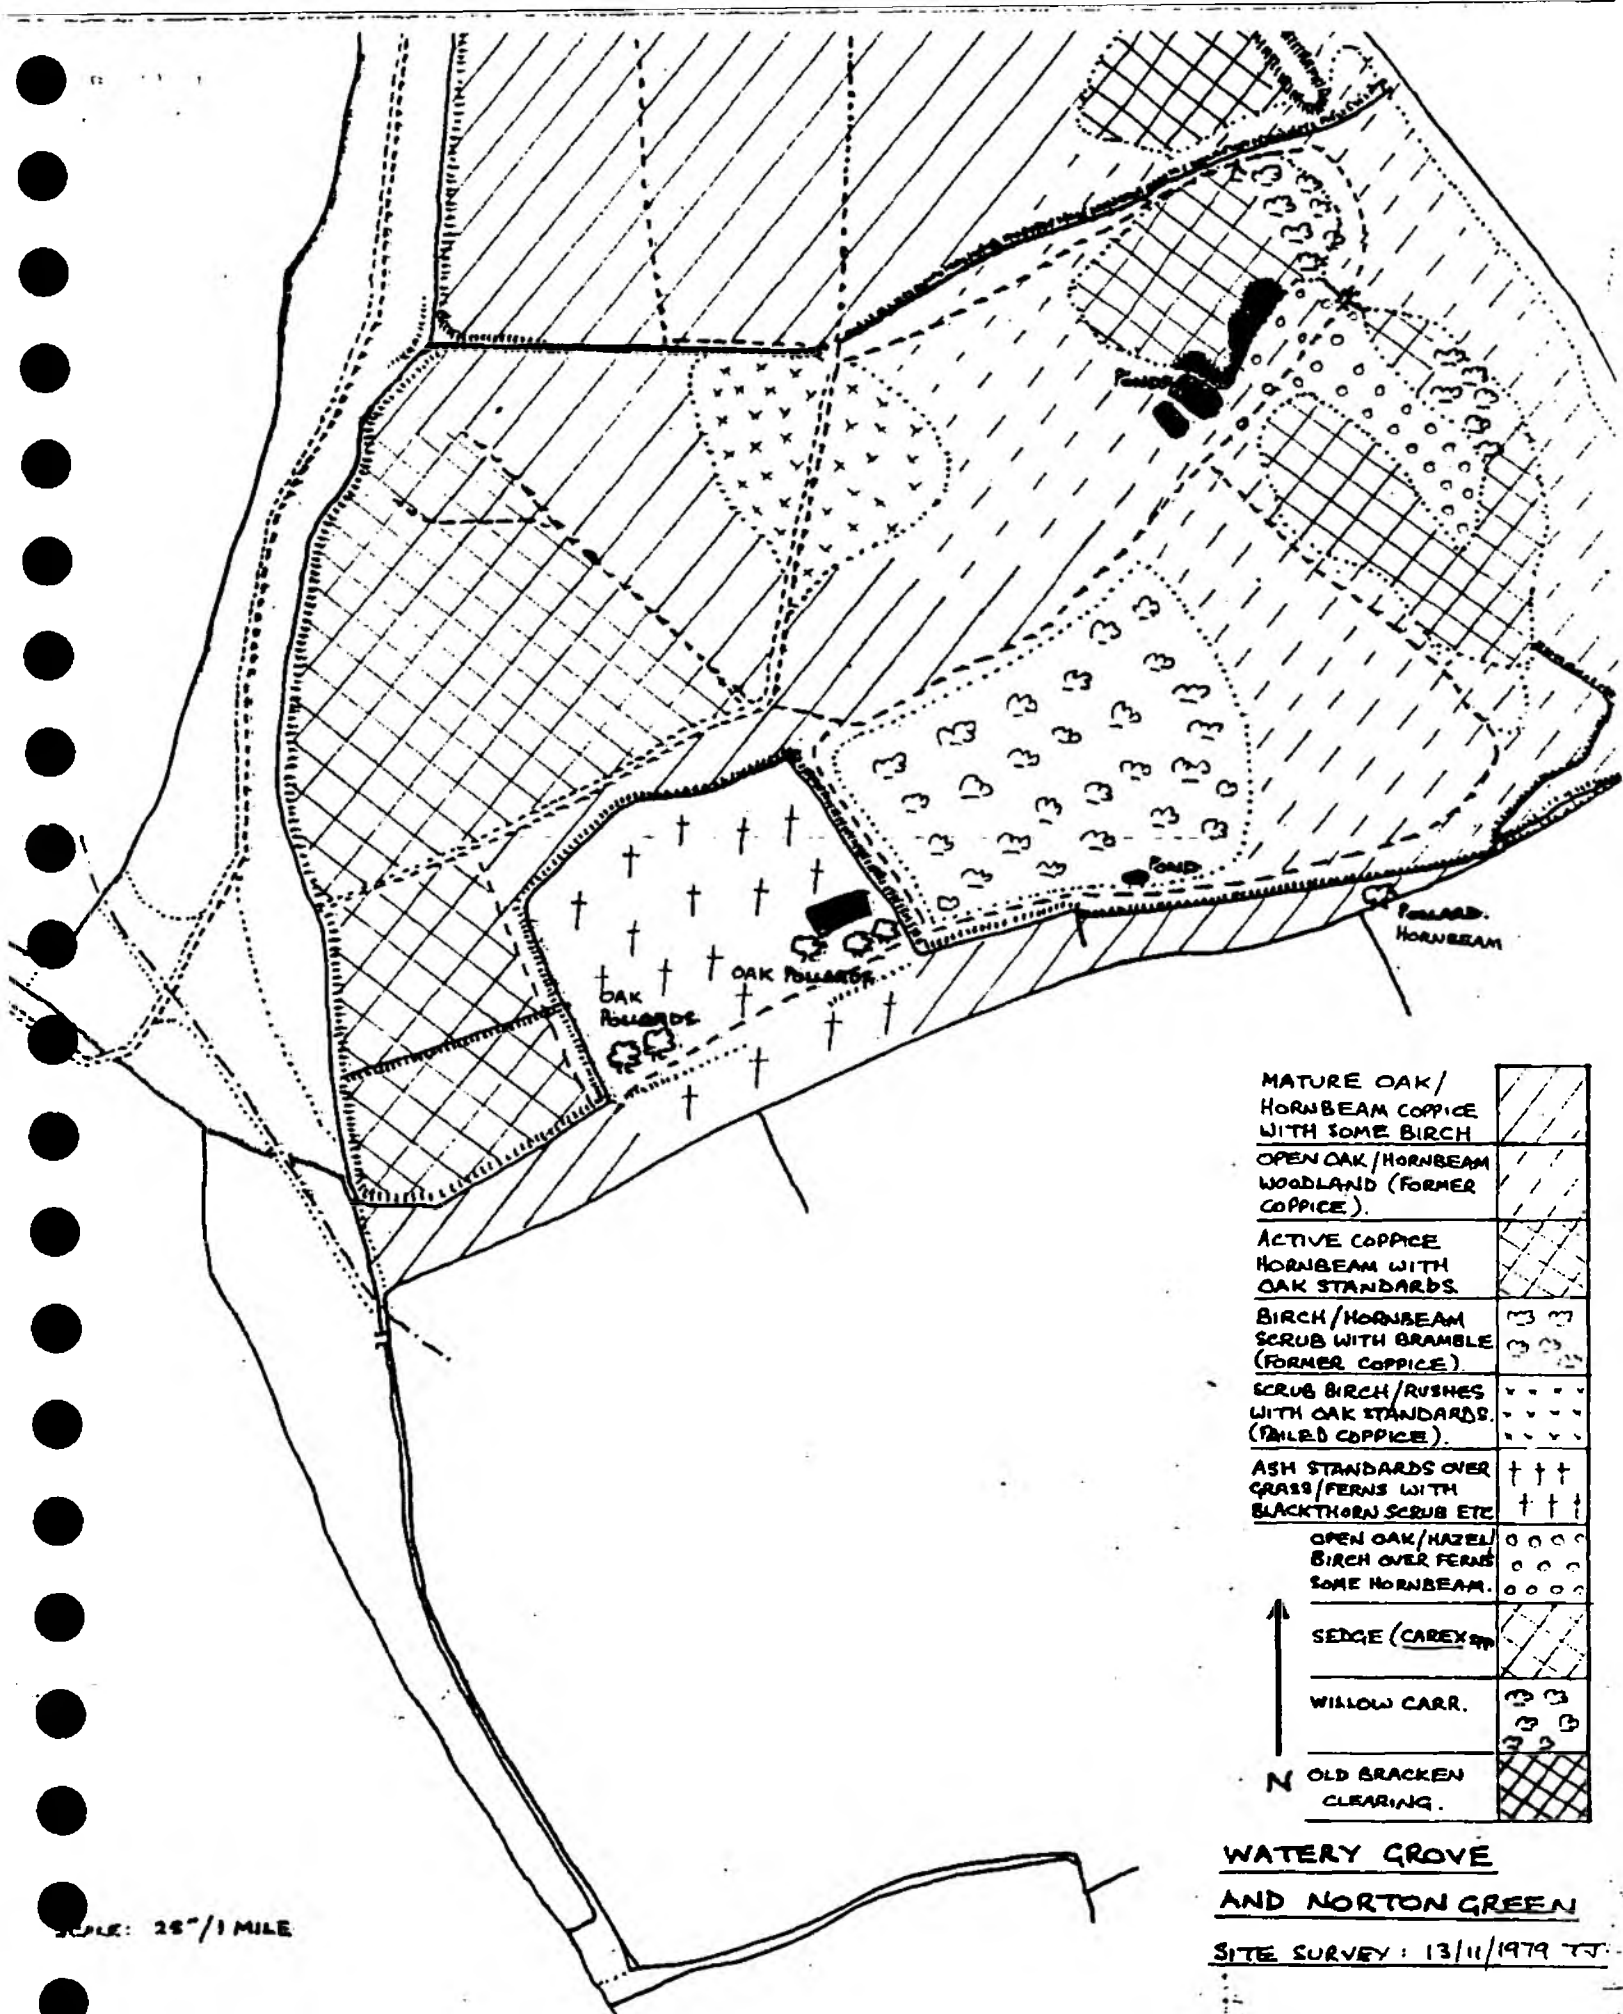 PONDS
POND
POLLARD.
HORNBEAM
OAK POLLARDS
OAK
POLLARDS
MATURE OAK/
HORNBEAM COPPICE
WITH SOME BIRCH
OPEN OAK/HORNBEAM
WOODLAND (FORMER
COPPICE).
ACTIVE COPPICE
HORNBEAM WITH
OAK STANDARDS
BIRCH/HORNBEAM
SCRUB WITH BRAMBLE
(FORMER COPPICE)
SCRUB BIRCH/RUSHES
WITH OAK STANDARDS.
(FAILED COPPICE).
ASH STANDARDS OVER
GRASS/FERNS WITH
BLACKTHORN SCRUB ETC
OPEN OAK/HAZEL/
BIRCH OVER FERNS
SOME HORNBEAM.
SEDGE (CAREX SPP
WILLOW CARR.
N
OLD BRACKEN
CLEARING.
WATERY GROVE
AND NORTON GREEN
SITE SURVEY: 13/11/1979 TJ.
SCALE: 25"/1 MILE